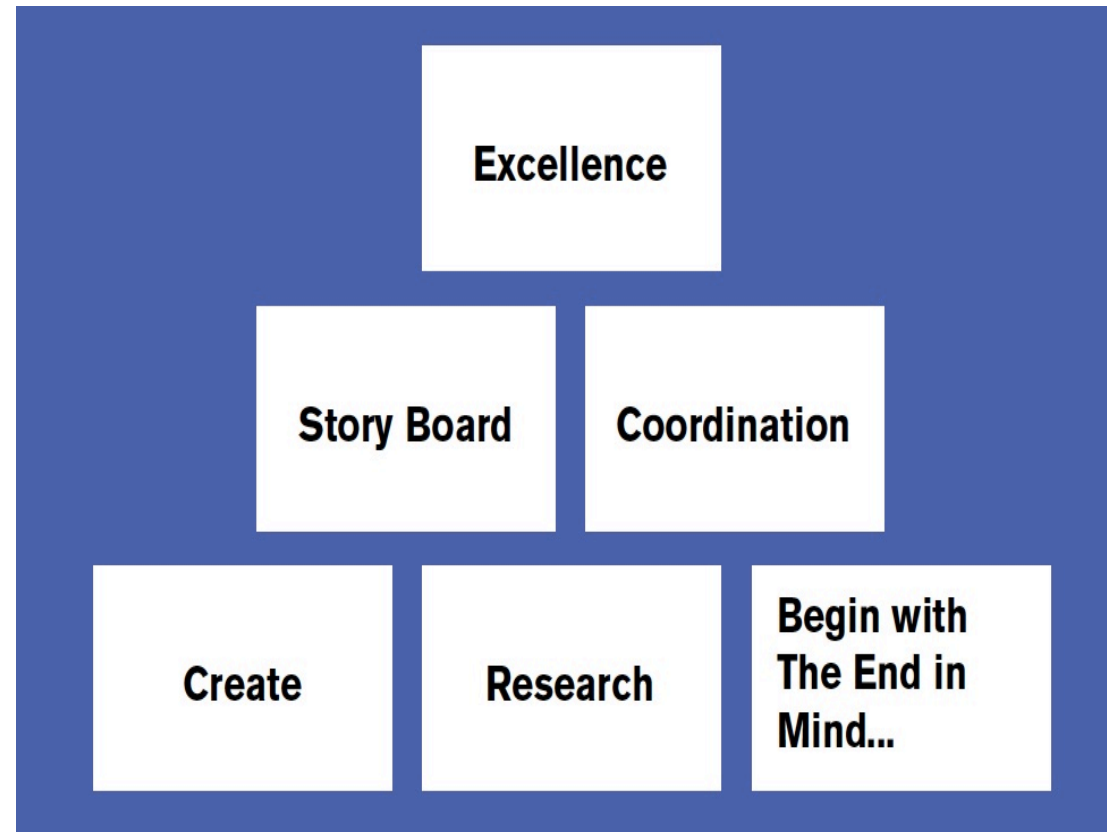 Excellence
Story Board
Coordination
Create
Research
Begin with
The End in
Mind...